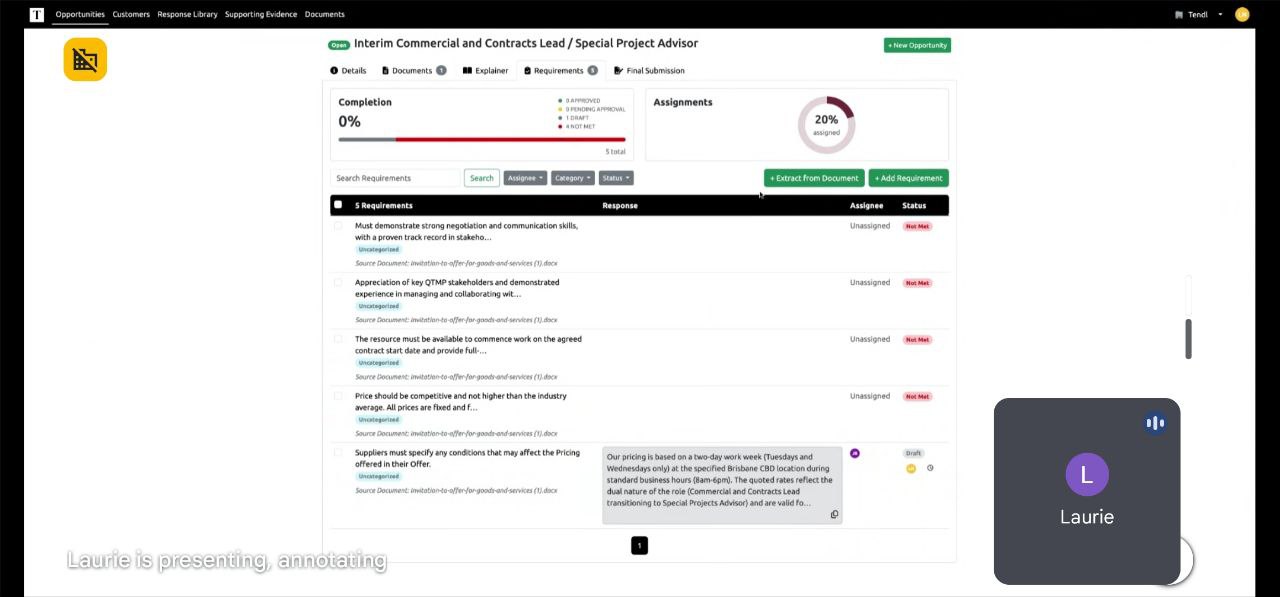 T Opportunities Customers Response Library Supporting Evidence Documents Tendl
Open Interim Commercial and Contracts Lead / Special Project Advisor + New Opportunity
Details Documents 1 Explainer Requirements 5 Final Submission
Completion
0%
0 APPROVED
0 PENDING APPROVAL
1 DRAFT
4 NOT MET
5 total
Assignments
20%
assigned
Search Requirements Search Assignee Category Status + Extract from Document + Add Requirement
5 Requirements Response Assignee Status
Must demonstrate strong negotiation and communication skills,
with a proven track record in stakeho...
Uncategorized
Source Document: invitation-to-offer-for-goods-and-services (1).docx
Unassigned Not Met
Appreciation of key QTMP stakeholders and demonstrated
experience in managing and collaborating wit...
Uncategorized
Source Document: invitation-to-offer-for-goods-and-services (1).docx
Unassigned Not Met
The resource must be available to commence work on the agreed
contract start date and provide full-...
Uncategorized
Source Document: invitation-to-offer-for-goods-and-services (1).docx
Unassigned Not Met
Price should be competitive and not higher than the industry
average. All prices are fixed and f...
Uncategorized
Source Document: invitation-to-offer-for-goods-and-services (1).docx
Unassigned Not Met
Suppliers must specify any conditions that may affect the Pricing
offered in their Offer.
Uncategorized
Source Document: invitation-to-offer-for-goods-and-services (1).docx
Our pricing is based on a two-day work week (Tuesdays and
Wednesdays only) at the specified Brisbane CBD location during
standard business hours (8am-6pm). The quoted rates reflect the
dual nature of the role (Commercial and Contracts Lead
transitioning to Special Projects Advisor) and are valid fo...
Draft
1
L
Laurie
Laurie is presenting, annotating